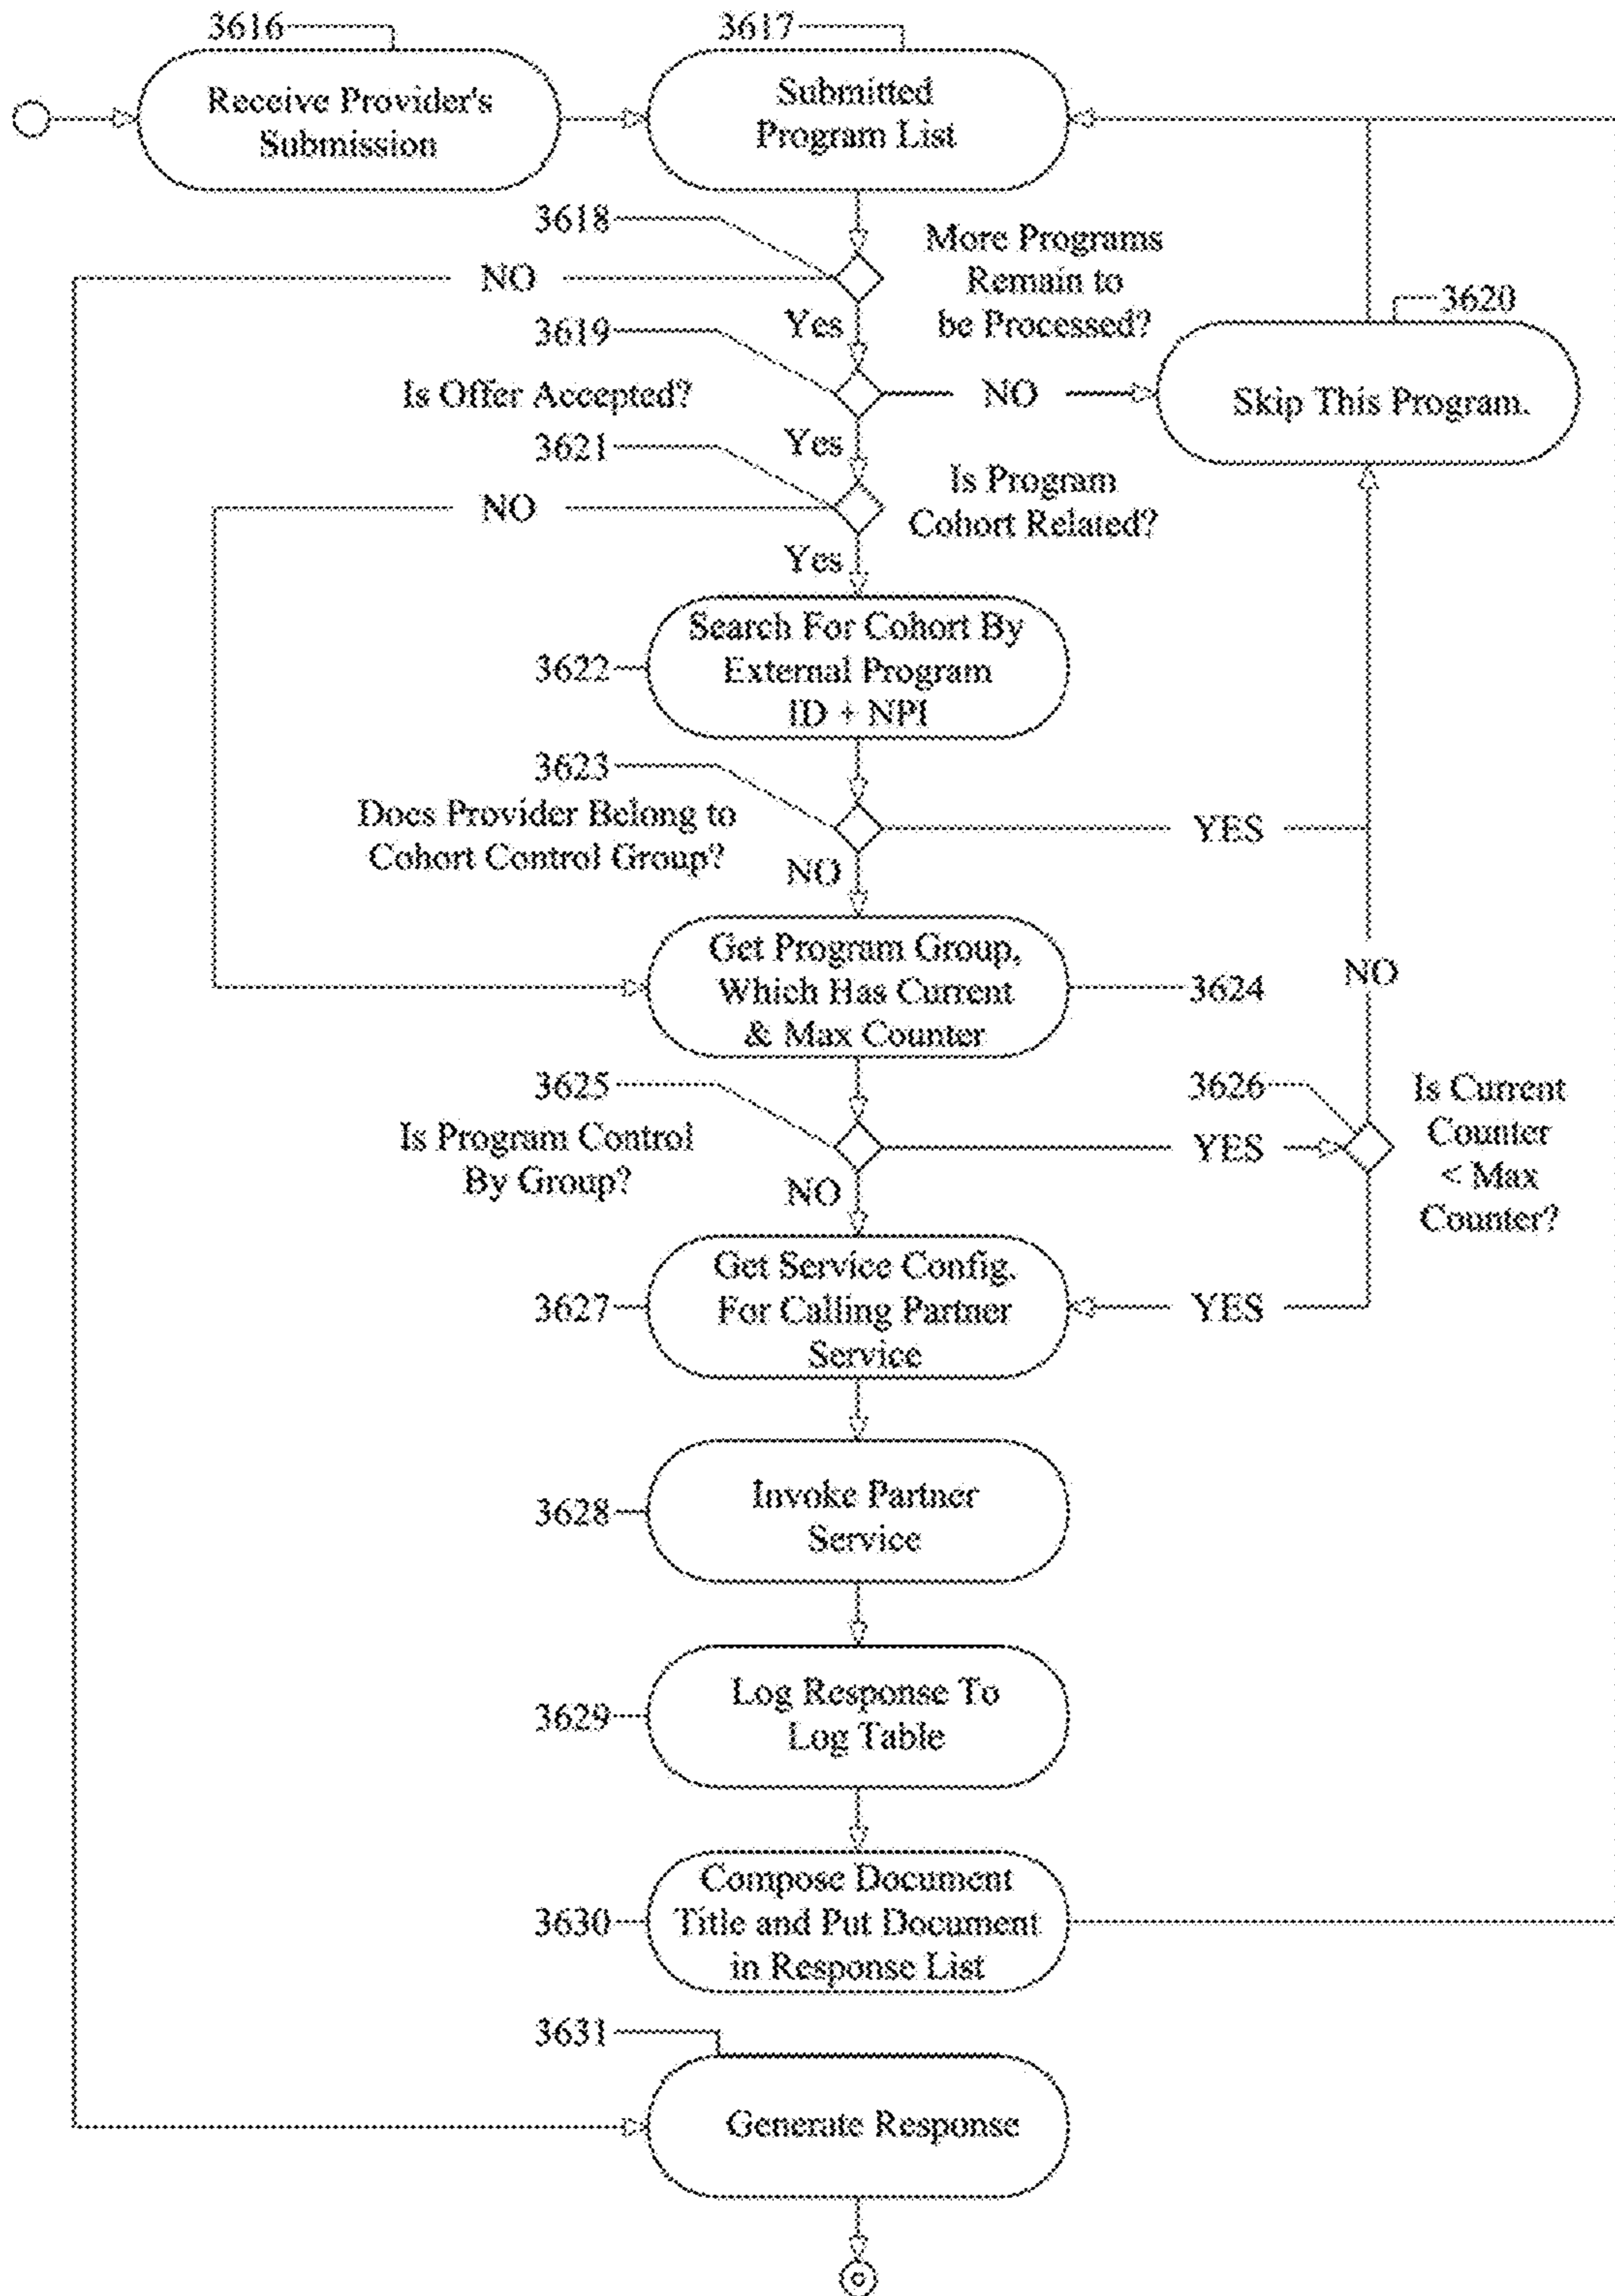 3616
3617
Receive Provider's
Submission
Submitted
Program List
3618
More Programs
Remain to
be Processed?
NO
Yes
3619
3620
Is Offer Accepted?
NO
Skip This Program.
Yes
3621
Is Program
Cohort Related?
NO
Yes
Search For Cohort By
External Program
ID + NPI
3622
3623
Does Provider Belong to
Cohort Control Group?
YES
NO
Get Program Group,
Which Has Current
& Max Counter
3624
NO
3625
3626
Is Current
Counter
< Max
Counter?
Is Program Control
By Group?
YES
NO
Get Service Config.
For Calling Partner
Service
3627
YES
Invoke Partner
Service
3628
Log Response To
Log Table
3629
Compose Document
Title and Put Document
in Response List
3630
3631
Generate Response